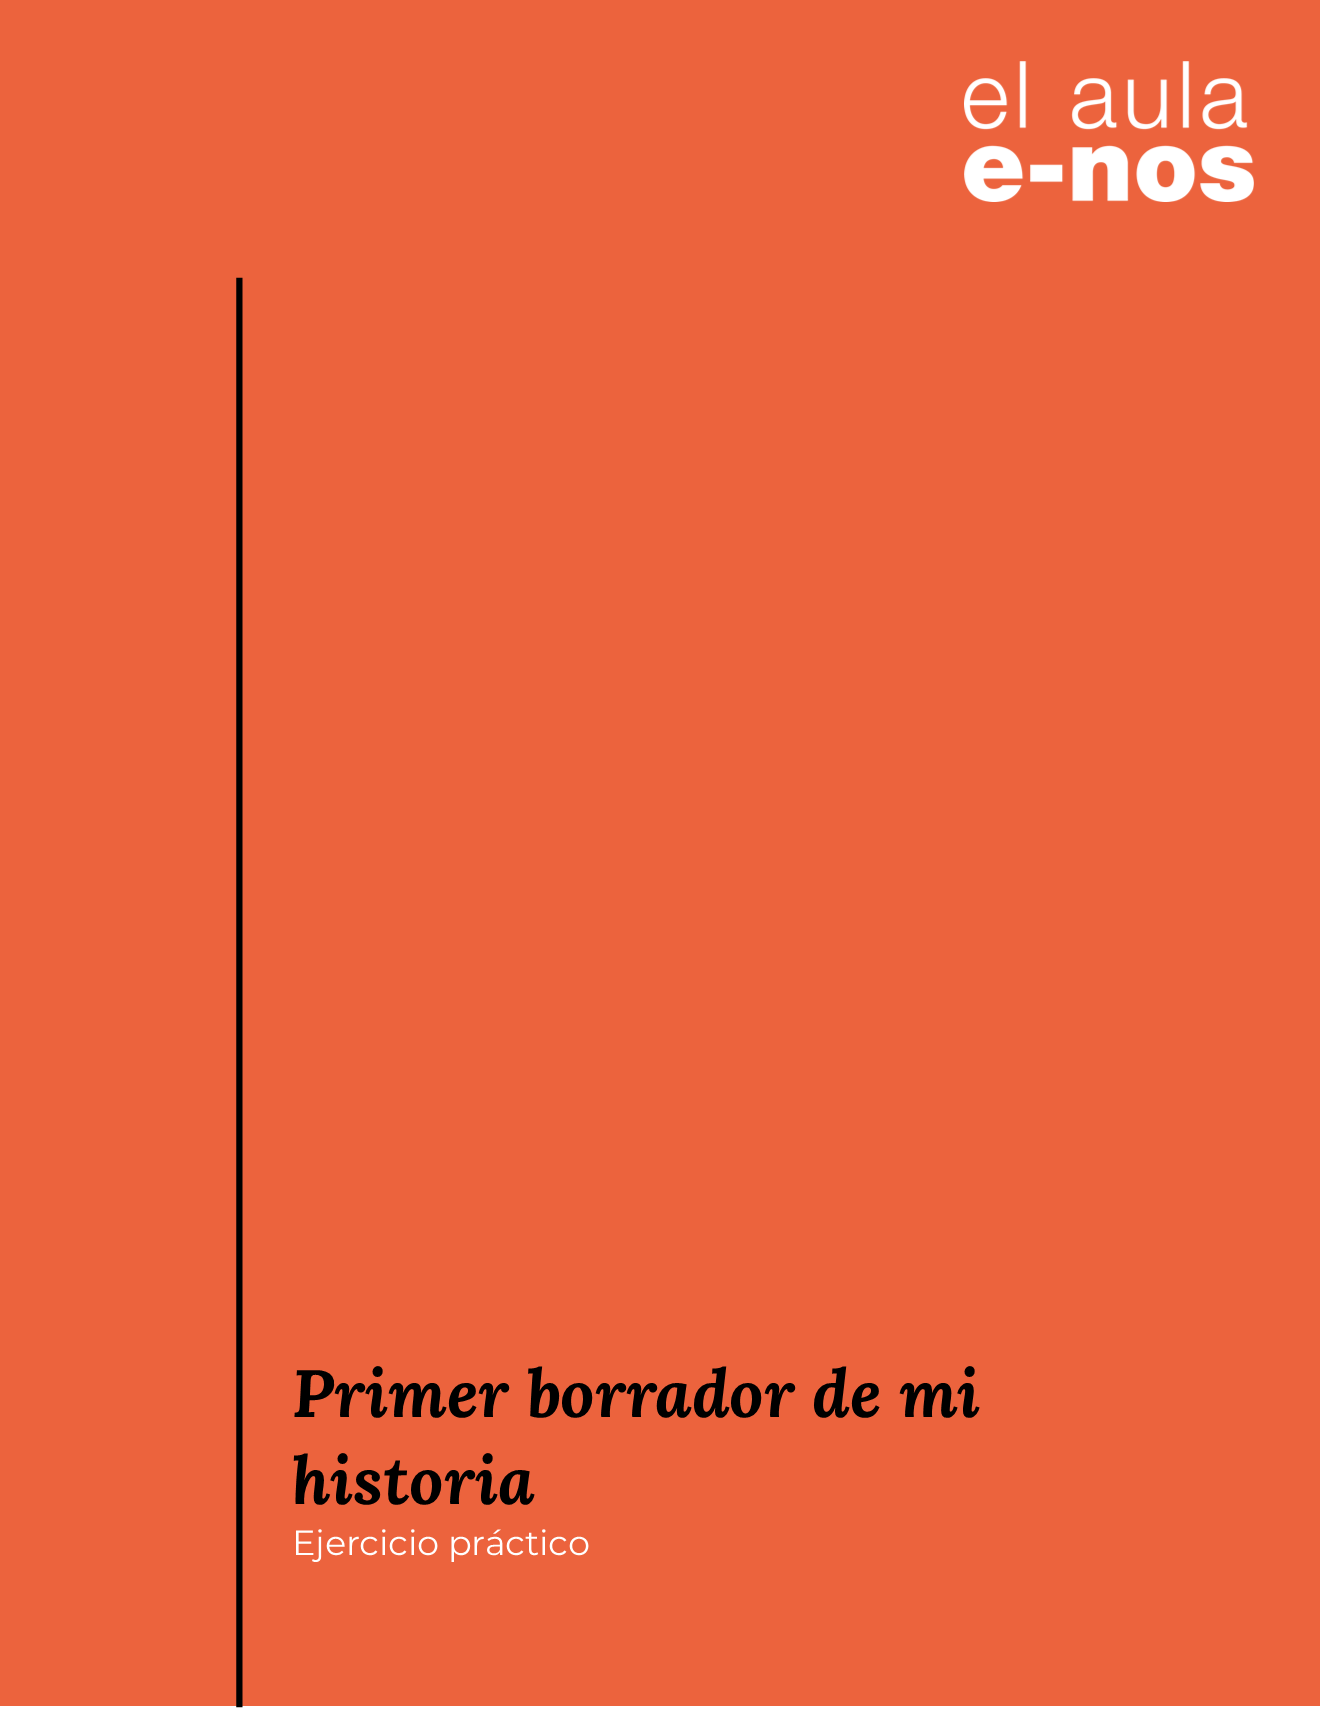 el aula
e-nos
Primer borrador de mi
historia
Ejercicio práctico